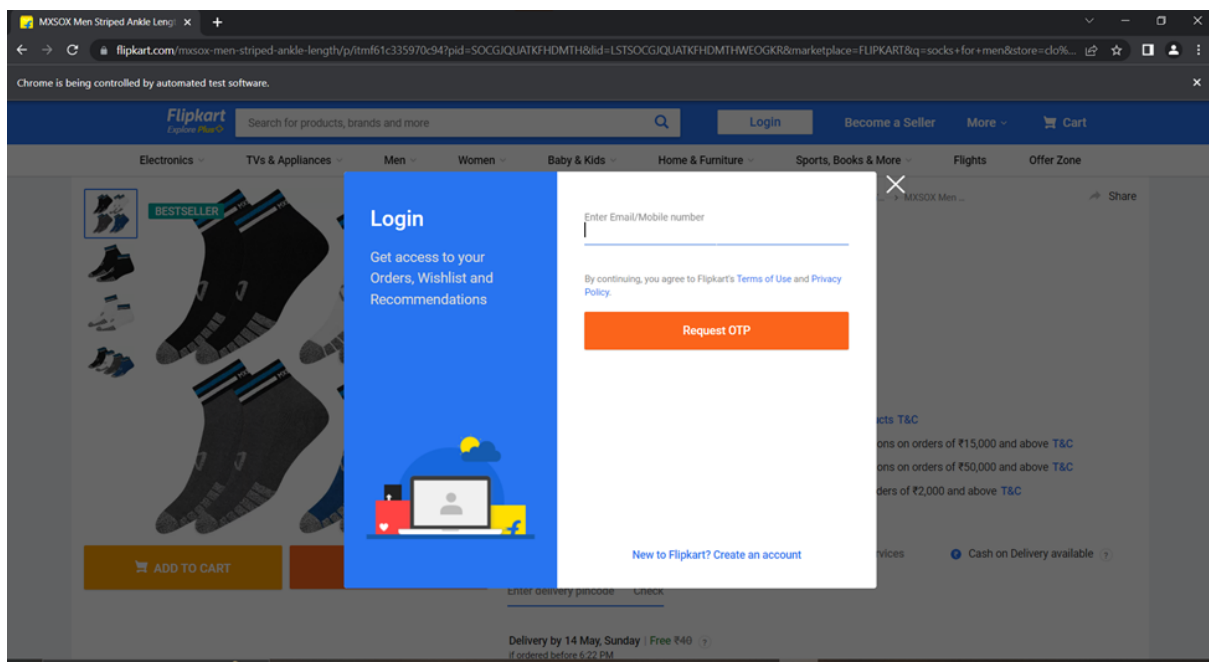 MXSOX Men Striped Ankle Lengt
flipkart.com/mxsox-men-striped-ankle-length/p/itmf61c335970c94?pid=SOCGJQUATKFHDMTH&lid=LSTSOCGJQUATKFHDMTHWEOGKR&marketplace=FLIPKART&q=socks+for+men&store=clo%...
Chrome is being controlled by automated test software.
Flipkart
Explore Plus
Search for products, brands and more
Login
Become a Seller
More
Cart
Electronics
TVs & Appliances
Men
Women
Baby & Kids
Home & Furniture
Sports, Books & More
Flights
Offer Zone
BESTSELLER
MXSOX Men ...
Share
Login
Get access to your
Orders, Wishlist and
Recommendations
Enter Email/Mobile number
By continuing, you agree to Flipkart's Terms of Use and Privacy
Policy.
Request OTP
New to Flipkart? Create an account
T&C
ons on orders of ₹15,000 and above T&C
ons on orders of ₹50,000 and above T&C
ders of ₹2,000 and above T&C
Cash on Delivery available ?
ADD TO CART
Enter delivery pincode Check
Delivery by 14 May, Sunday | Free ₹40 ?
if ordered before 6:22 PM